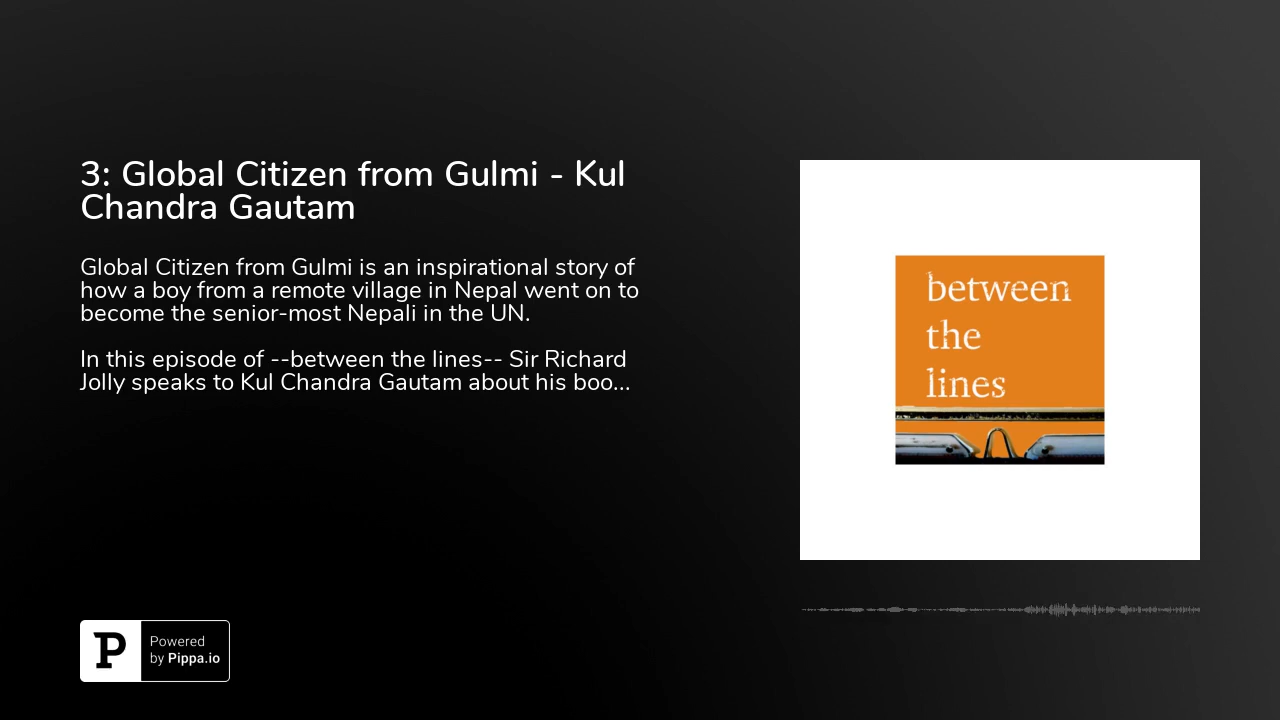 3: Global Citizen from Gulmi - Kul
Chandra Gautam
Global Citizen from Gulmi is an inspirational story of
how a boy from a remote village in Nepal went on to
become the senior-most Nepali in the UN.
In this episode of --between the lines-- Sir Richard
Jolly speaks to Kul Chandra Gautam about his boo...
between
the
lines
P
Powered
by Pippa.io